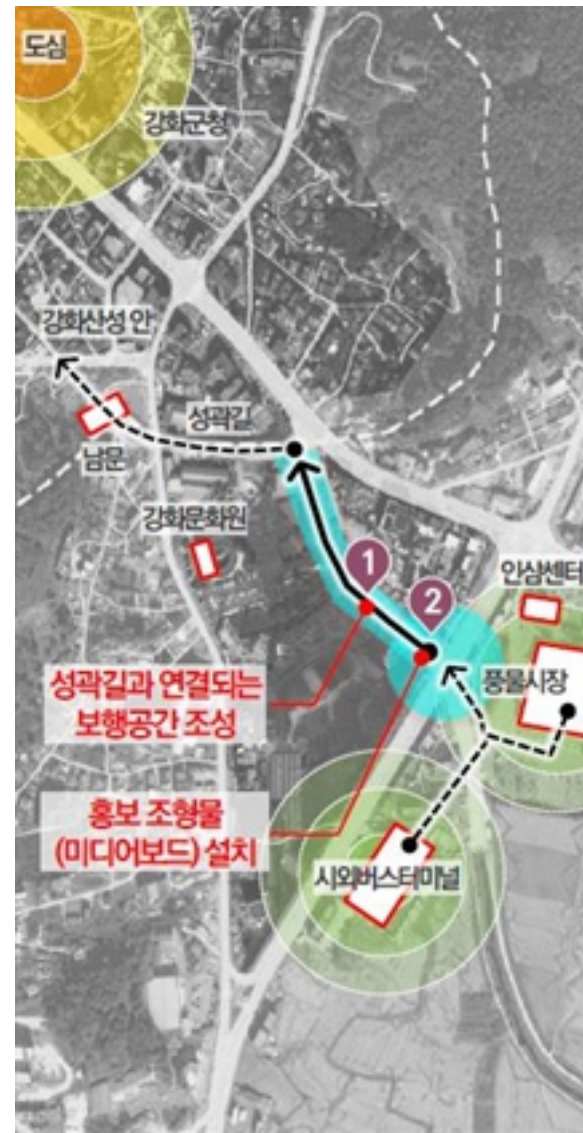 도심
강화군청
강화산성 안
성곽길
남문
강화문화원
1
2
인삼센터
풍물시장
성곽길과 연결되는
보행공간 조성
홍보 조형물
(미디어보드) 설치
시외버스터미널